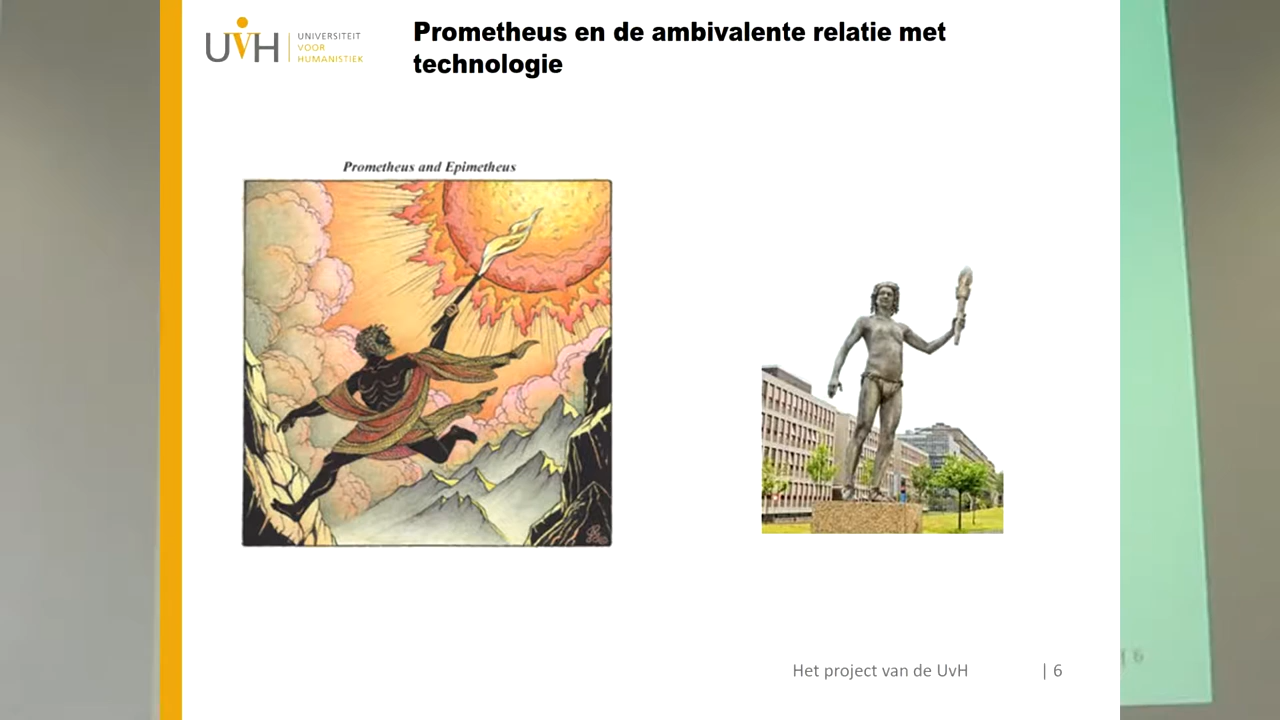 UvH
UNIVERSITEIT
VOOR
HUMANISTIEK
Prometheus en de ambivalente relatie met
technologie
Prometheus and Epimetheus
Het project van de UvH | 6
| 6